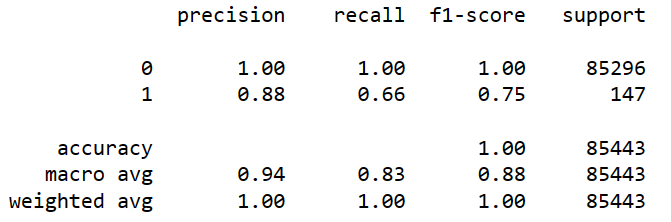 precision recall f1-score support
0 1.00 1.00 1.00 85296
1 0.88 0.66 0.75 147
accuracy 1.00 85443
macro avg 0.94 0.83 0.88 85443
weighted avg 1.00 1.00 1.00 85443